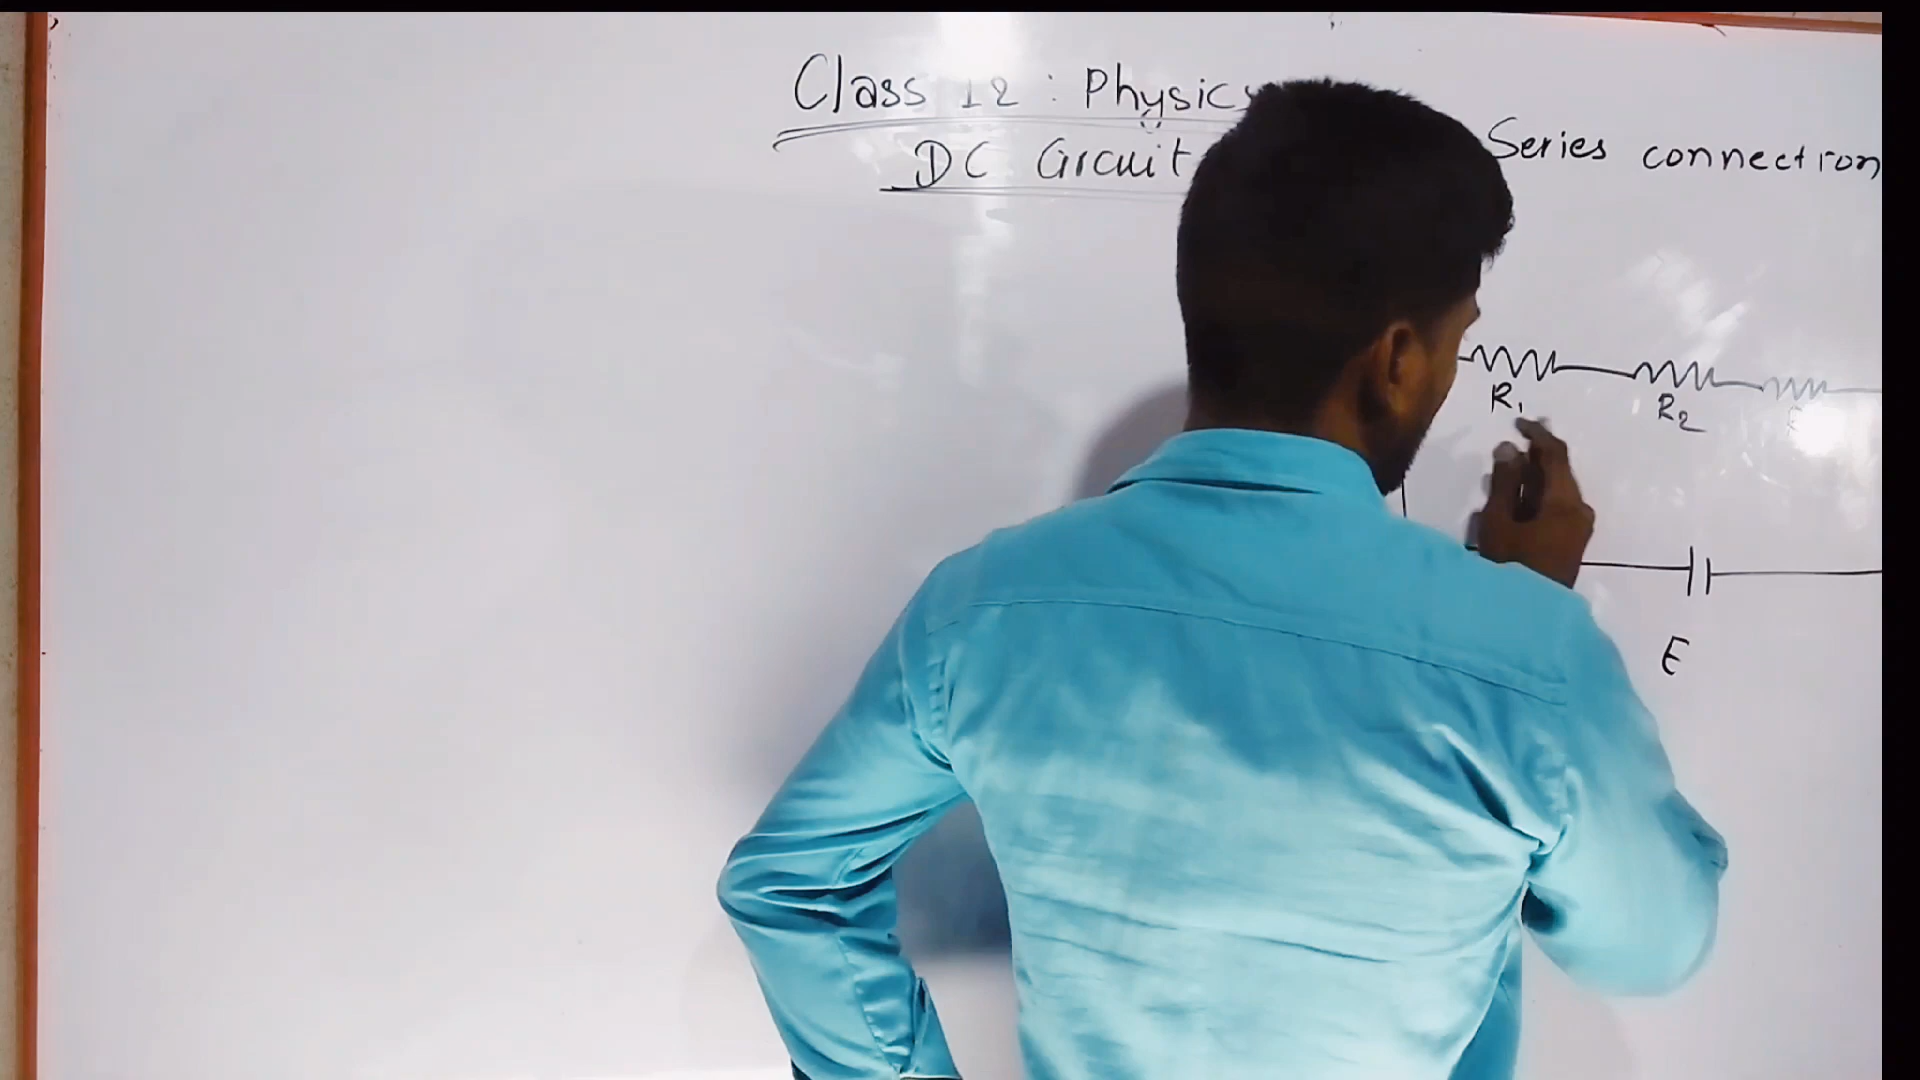 Class 12 : Physics
DC Circuit
Series connection
R1
R2
E